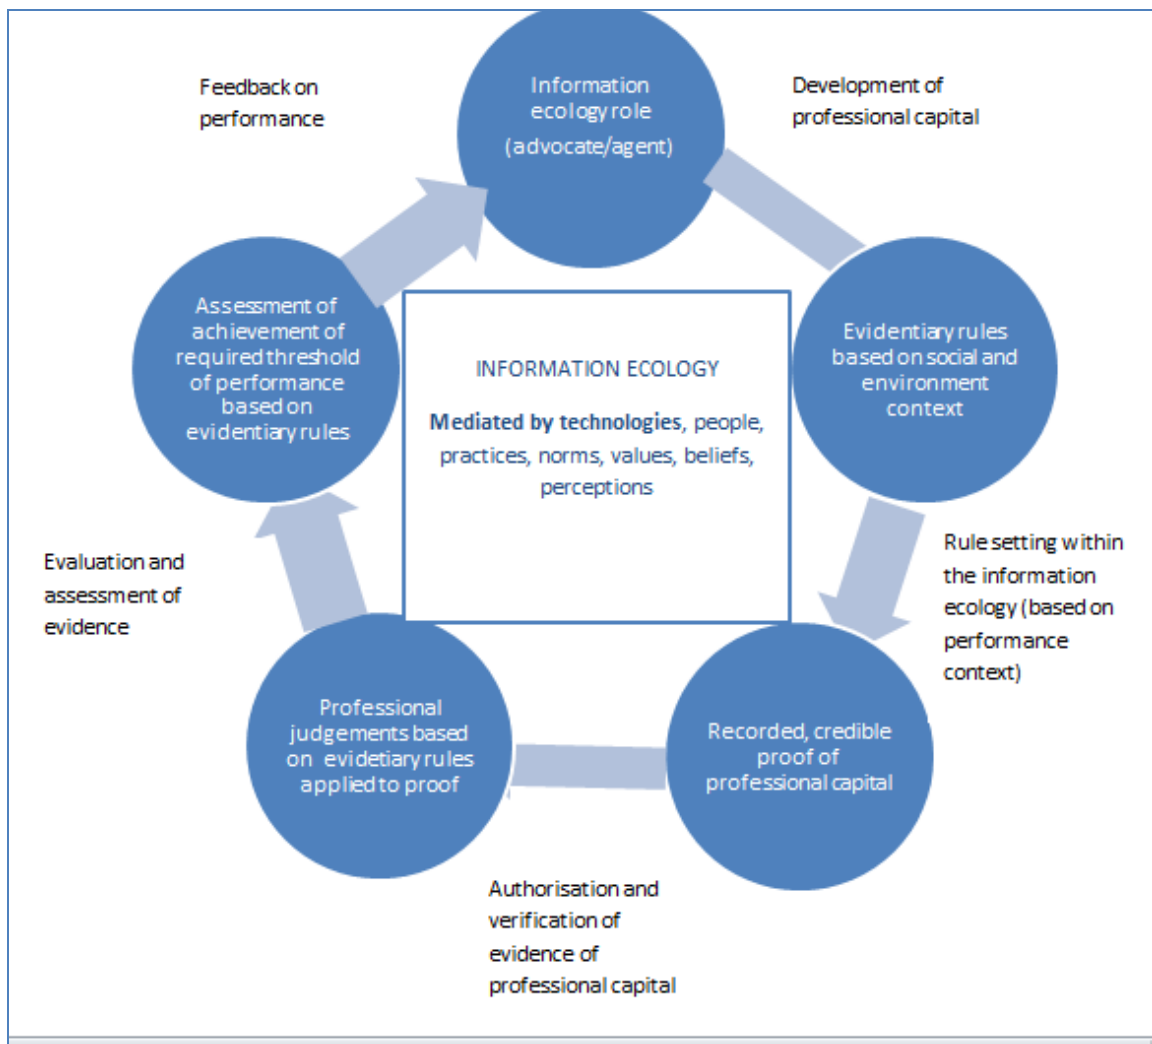 Feedback on
performance
Information
ecology role
(advocate/agent)
Development of
professional capital
Evidentiary rules
based on social and
environment
context
Rule setting within
the information
ecology (based on
performance
context)
Recorded, credible
proof of
professional capital
Authorisation and
verification of
evidence of
professional capital
Professional
judgements based
on evidetiary rules
applied to proof
Evaluation and
assessment of
evidence
Assessment of
achievement of
required threshold
of performance
based on
evidentiary rules
INFORMATION ECOLOGY
Mediated by technologies, people,
practices, norms, values, beliefs,
perceptions